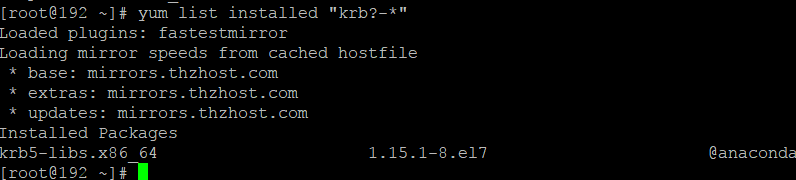 [root@192 ~]# yum list installed "krb?-*"
Loaded plugins: fastestmirror
Loading mirror speeds from cached hostfile
 * base: mirrors.thzhost.com
 * extras: mirrors.thzhost.com
 * updates: mirrors.thzhost.com
Installed Packages
krb5-libs.x86_64 1.15.1-8.el7 @anaconda
[root@192 ~]#